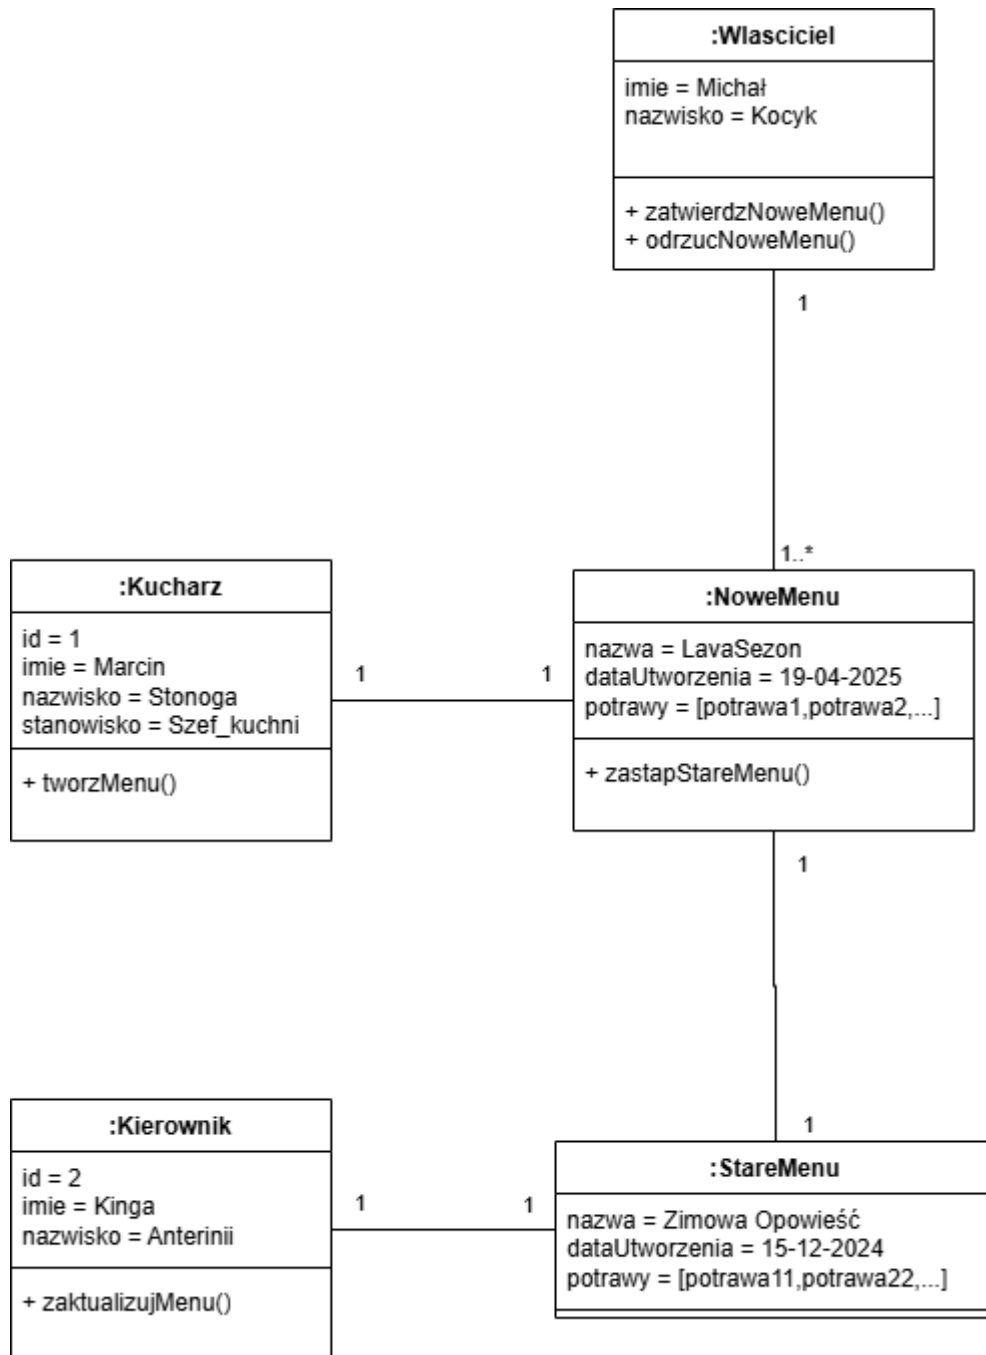 :Wlasciciel
imie = Michał
nazwisko = Kocyk
+ zatwierdzNoweMenu()
+ odrzucNoweMenu()
1
1..*
:Kucharz
id = 1
imie = Marcin
nazwisko = Stonoga
stanowisko = Szef_kuchni
+ tworzMenu()
1
1
:NoweMenu
nazwa = LavaSezon
dataUtworzenia = 19-04-2025
potrawy = [potrawa1,potrawa2,...]
+ zastapStareMenu()
1
1
:Kierownik
id = 2
imie = Kinga
nazwisko = Anterinii
+ zaktualizujMenu()
1
1
:StareMenu
nazwa = Zimowa Opowieść
dataUtworzenia = 15-12-2024
potrawy = [potrawa11,potrawa22,...]